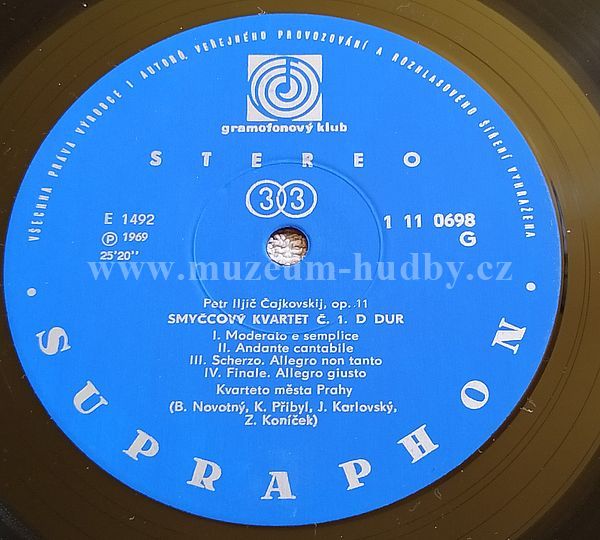 VŠECHNA PRÁVA VÝROBCE I AUTORŮ VEŘEJNÉHO PROVOZOVÁNÍ A ROZHLASOVÉHO ŠÍŘENÍ VYHRAŽENA
gramofonový klub
STEREO
33
E 1492
Ⓟ 1969
25'20''
1 11 0698
G
www.muzeum-hudby.cz
Petr Iljič Čajkovskij, op. 11
SMYČCOVÝ KVARTET Č. 1. D DUR
I. Moderato e semplice
II. Andante cantabile
III. Scherzo. Allegro non tanto
IV. Finale. Allegro giusto
Kvarteto města Prahy
(B. Novotný, K. Přibyl, J. Karlovský,
Z. Koníček)
• SUPRAPHON •